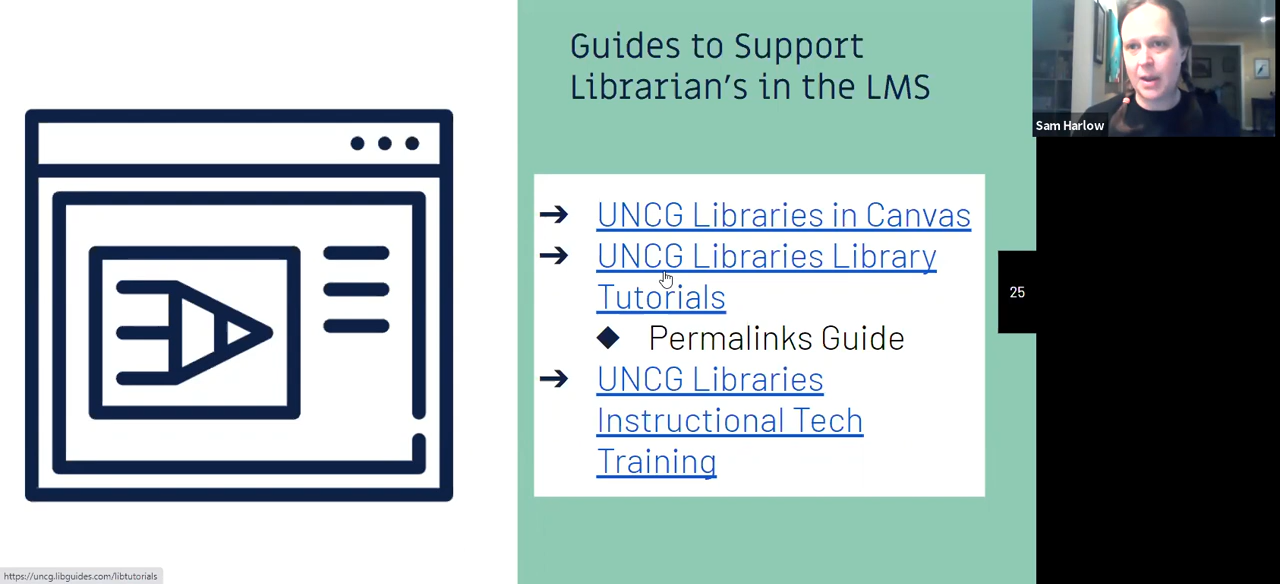 Guides to Support
Librarian's in the LMS
Sam Harlow
➔ UNCG Libraries in Canvas
➔ UNCG Libraries Library
Tutorials
◆ Permalinks Guide
➔ UNCG Libraries
Instructional Tech
Training
25
https://uncg.libguides.com/libtutorials